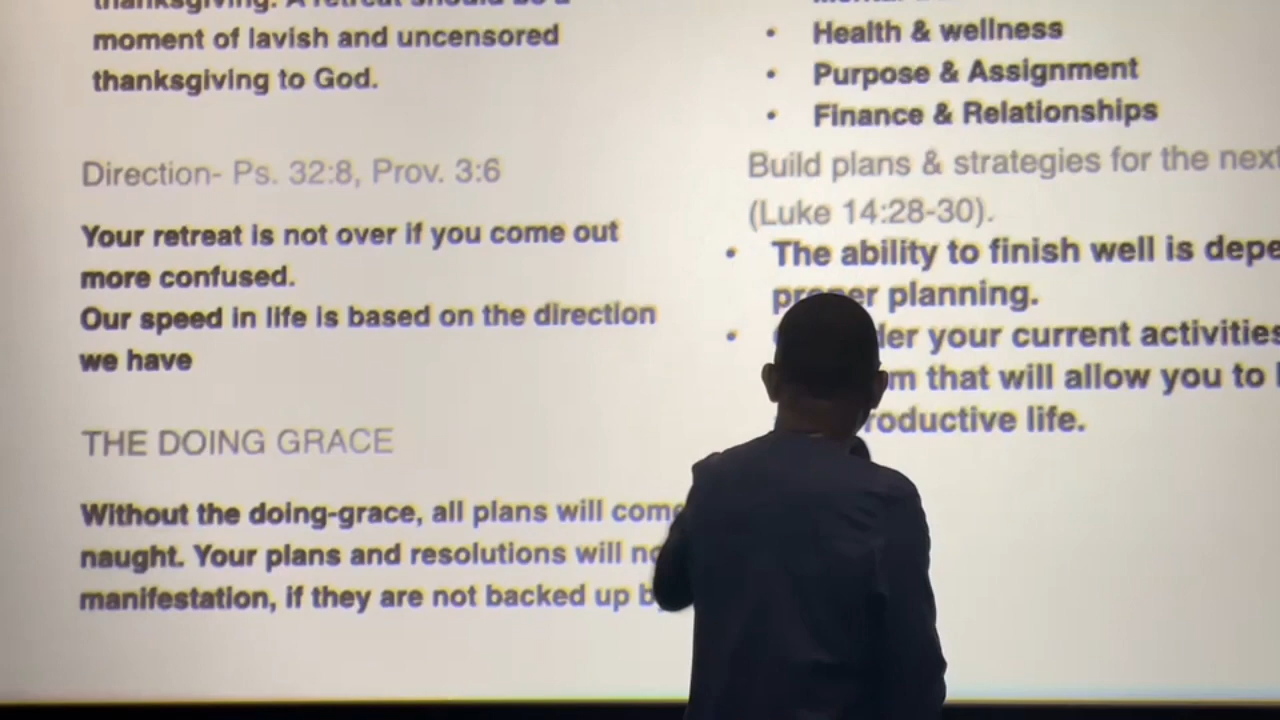 moment of lavish and uncensored
thanksgiving to God.
Direction- Ps. 32:8, Prov. 3:6
Your retreat is not over if you come out
more confused.
Our speed in life is based on the direction
we have
THE DOING GRACE
Without the doing-grace, all plans will come
naught. Your plans and resolutions will
manifestation, if they are not backed up
• Health & wellness
• Purpose & Assignment
• Finance & Relationships
Build plans & strategies for the next
(Luke 14:28-30).
• The ability to finish well is
proper planning.
• your current activities
that will allow you to
life.